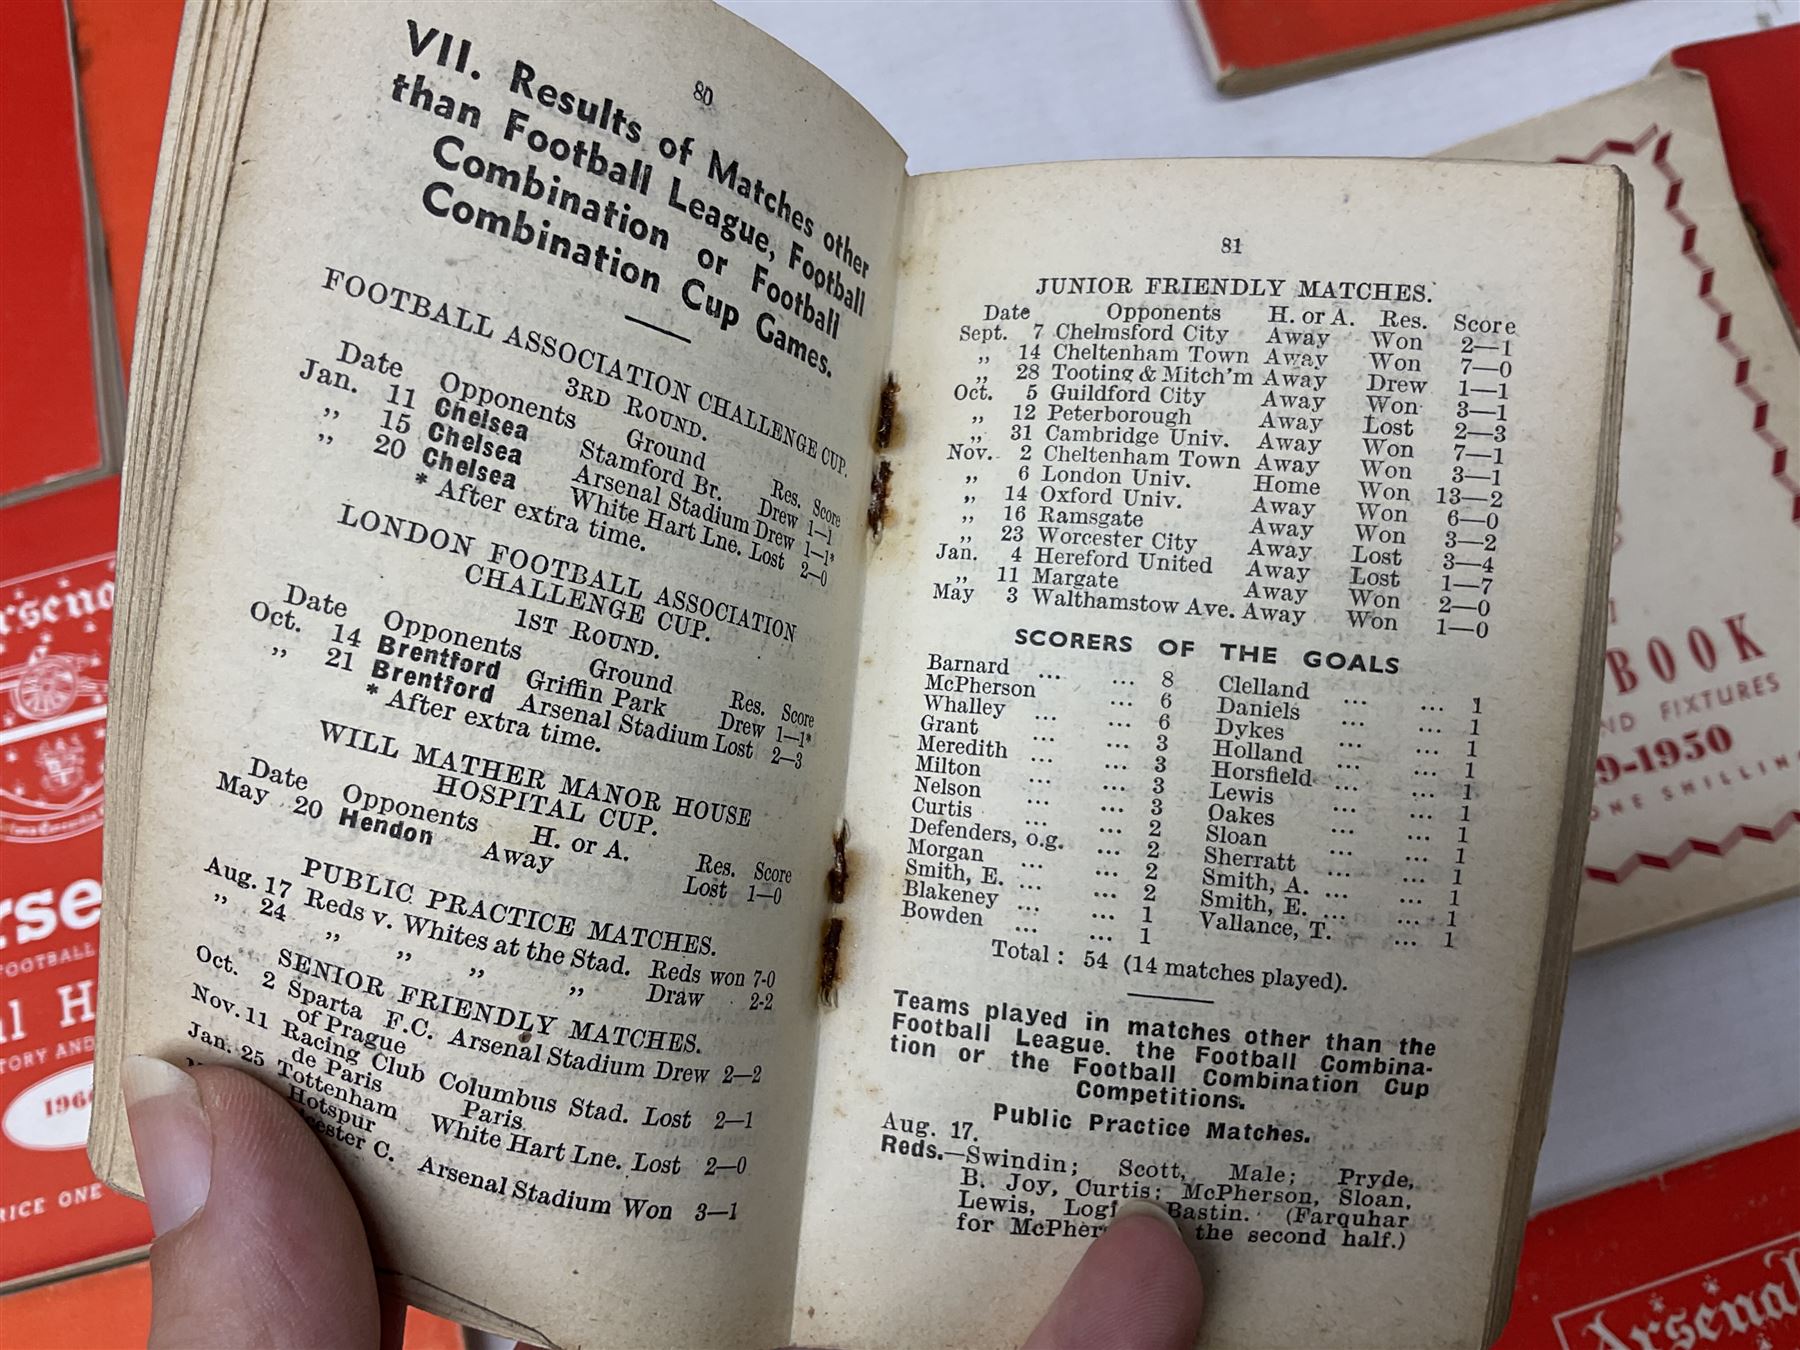 80
VII. Results of Matches other
than Football League, Football
Combination or Football
Combination Cup Games.
FOOTBALL ASSOCIATION CHALLENGE CUP.
3RD ROUND.
Date Opponents Ground Res. Score
Jan. 11 Chelsea Stamford Br. Drew 1—1
„ 15 Chelsea Arsenal Stadium Drew 1—1*
„ 20 Chelsea White Hart Lne. Lost 2—0
* After extra time.
LONDON FOOTBALL ASSOCIATION
CHALLENGE CUP.
1ST ROUND.
Date Opponents Ground Res. Score
Oct. 14 Brentford Griffin Park Drew 1—1*
„ 21 Brentford Arsenal Stadium Lost 2—3
* After extra time.
WILL MATHER MANOR HOUSE
HOSPITAL CUP.
Date Opponents H. or A. Res. Score
May 20 Hendon Away Lost 1—0
PUBLIC PRACTICE MATCHES.
Aug. 17 Reds v. Whites at the Stad. Reds won 7-0
„ 24 „ „ „ „ Draw 2-2
SENIOR FRIENDLY MATCHES.
Oct. 2 Sparta F.C. Arsenal Stadium Drew 2—2
of Prague
Nov. 11 Racing Club Columbus Stad. Lost 2—1
de Paris Paris
Jan. 25 Tottenham White Hart Lne. Lost 2—0
Hotspur
C. Arsenal Stadium Won 3—1
81
JUNIOR FRIENDLY MATCHES.
Date Opponents H. or A. Res. Score
Sept. 7 Chelmsford City Away Won 2—1
„ 14 Cheltenham Town Away Won 7—0
„ 28 Tooting & Mitch'm Away Drew 1—1
Oct. 5 Guildford City Away Won 3—1
„ 12 Peterborough Away Lost 2—3
„ 31 Cambridge Univ. Away Won 7—1
Nov. 2 Cheltenham Town Away Won 3—1
„ 6 London Univ. Home Won 13—2
„ 14 Oxford Univ. Away Won 6—0
„ 16 Ramsgate Away Won 3—2
„ 23 Worcester City Away Lost 3—4
Jan. 4 Hereford United Away Lost 1—7
„ 11 Margate Away Won 2—0
May 3 Walthamstow Ave. Away Won 1—0
SCORERS OF THE GOALS
Barnard ... ... 8 Clelland ... ... 1
McPherson ... 6 Daniels ... ... 1
Whalley ... ... 6 Dykes ... ... 1
Grant ... ... 3 Holland ... ... 1
Meredith ... ... 3 Horsfield ... ... 1
Milton ... ... 3 Lewis ... ... 1
Nelson ... ... 3 Oakes ... ... 1
Curtis ... ... 2 Sloan ... ... 1
Defenders, o.g. ... 2 Sherratt ... ... 1
Morgan ... ... 2 Smith, A. ... ... 1
Smith, E. ... ... 2 Smith, E. ... ... 1
Blakeney ... ... 1 Vallance, T. ... 1
Bowden ... ... 1
Total : 54 (14 matches played).
Teams played in matches other than the
Football League. the Football Combina-
tion or the Football Combination Cup
Competitions.
Public Practice Matches.
Aug. 17.
Reds.—Swindin; Scott, Male; Pryde,
B. Joy, Curtis; McPherson, Sloan,
Lewis, Bastin. (Farquhar
for the second half.)
BOOK
FIXTURES
-1950
ONE SHILLING
Arsenal
FOOTBALL
PRICE ONE
Arsenal